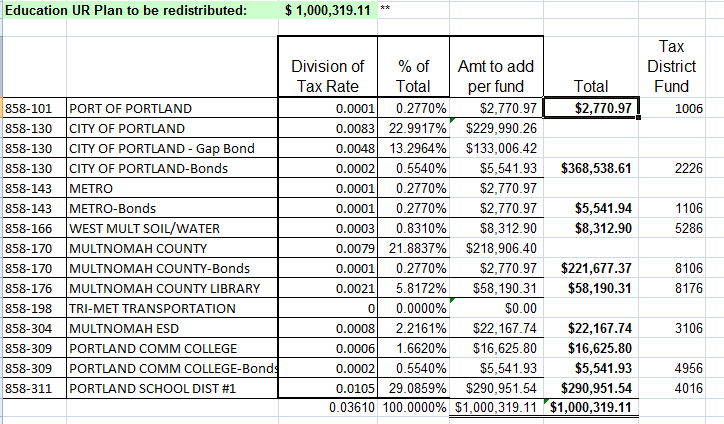 Education UR Plan to be redistributed: $ 1,000,319.11 **
Division of Tax Rate % of Total Amt to add per fund Total Tax District Fund
858-101 PORT OF PORTLAND 0.0001 0.2770% $2,770.97 $2,770.97 1006
858-130 CITY OF PORTLAND 0.0083 22.9917% $229,990.26
858-130 CITY OF PORTLAND - Gap Bond 0.0048 13.2964% $133,006.42
858-130 CITY OF PORTLAND-Bonds 0.0002 0.5540% $5,541.93 $368,538.61 2226
858-143 METRO 0.0001 0.2770% $2,770.97
858-143 METRO-Bonds 0.0001 0.2770% $2,770.97 $5,541.94 1106
858-166 WEST MULT SOIL/WATER 0.0003 0.8310% $8,312.90 $8,312.90 5286
858-170 MULTNOMAH COUNTY 0.0079 21.8837% $218,906.40
858-170 MULTNOMAH COUNTY-Bonds 0.0001 0.2770% $2,770.97 $221,677.37 8106
858-176 MULTNOMAH COUNTY LIBRARY 0.0021 5.8172% $58,190.31 $58,190.31 8176
858-198 TRI-MET TRANSPORTATION 0 0.0000% $0.00
858-304 MULTNOMAH ESD 0.0008 2.2161% $22,167.74 $22,167.74 3106
858-309 PORTLAND COMM COLLEGE 0.0006 1.6620% $16,625.80 $16,625.80
858-309 PORTLAND COMM COLLEGE-Bonds 0.0002 0.5540% $5,541.93 $5,541.93 4956
858-311 PORTLAND SCHOOL DIST #1 0.0105 29.0859% $290,951.54 $290,951.54 4016
0.03610 100.0000% $1,000,319.11 $1,000,319.11